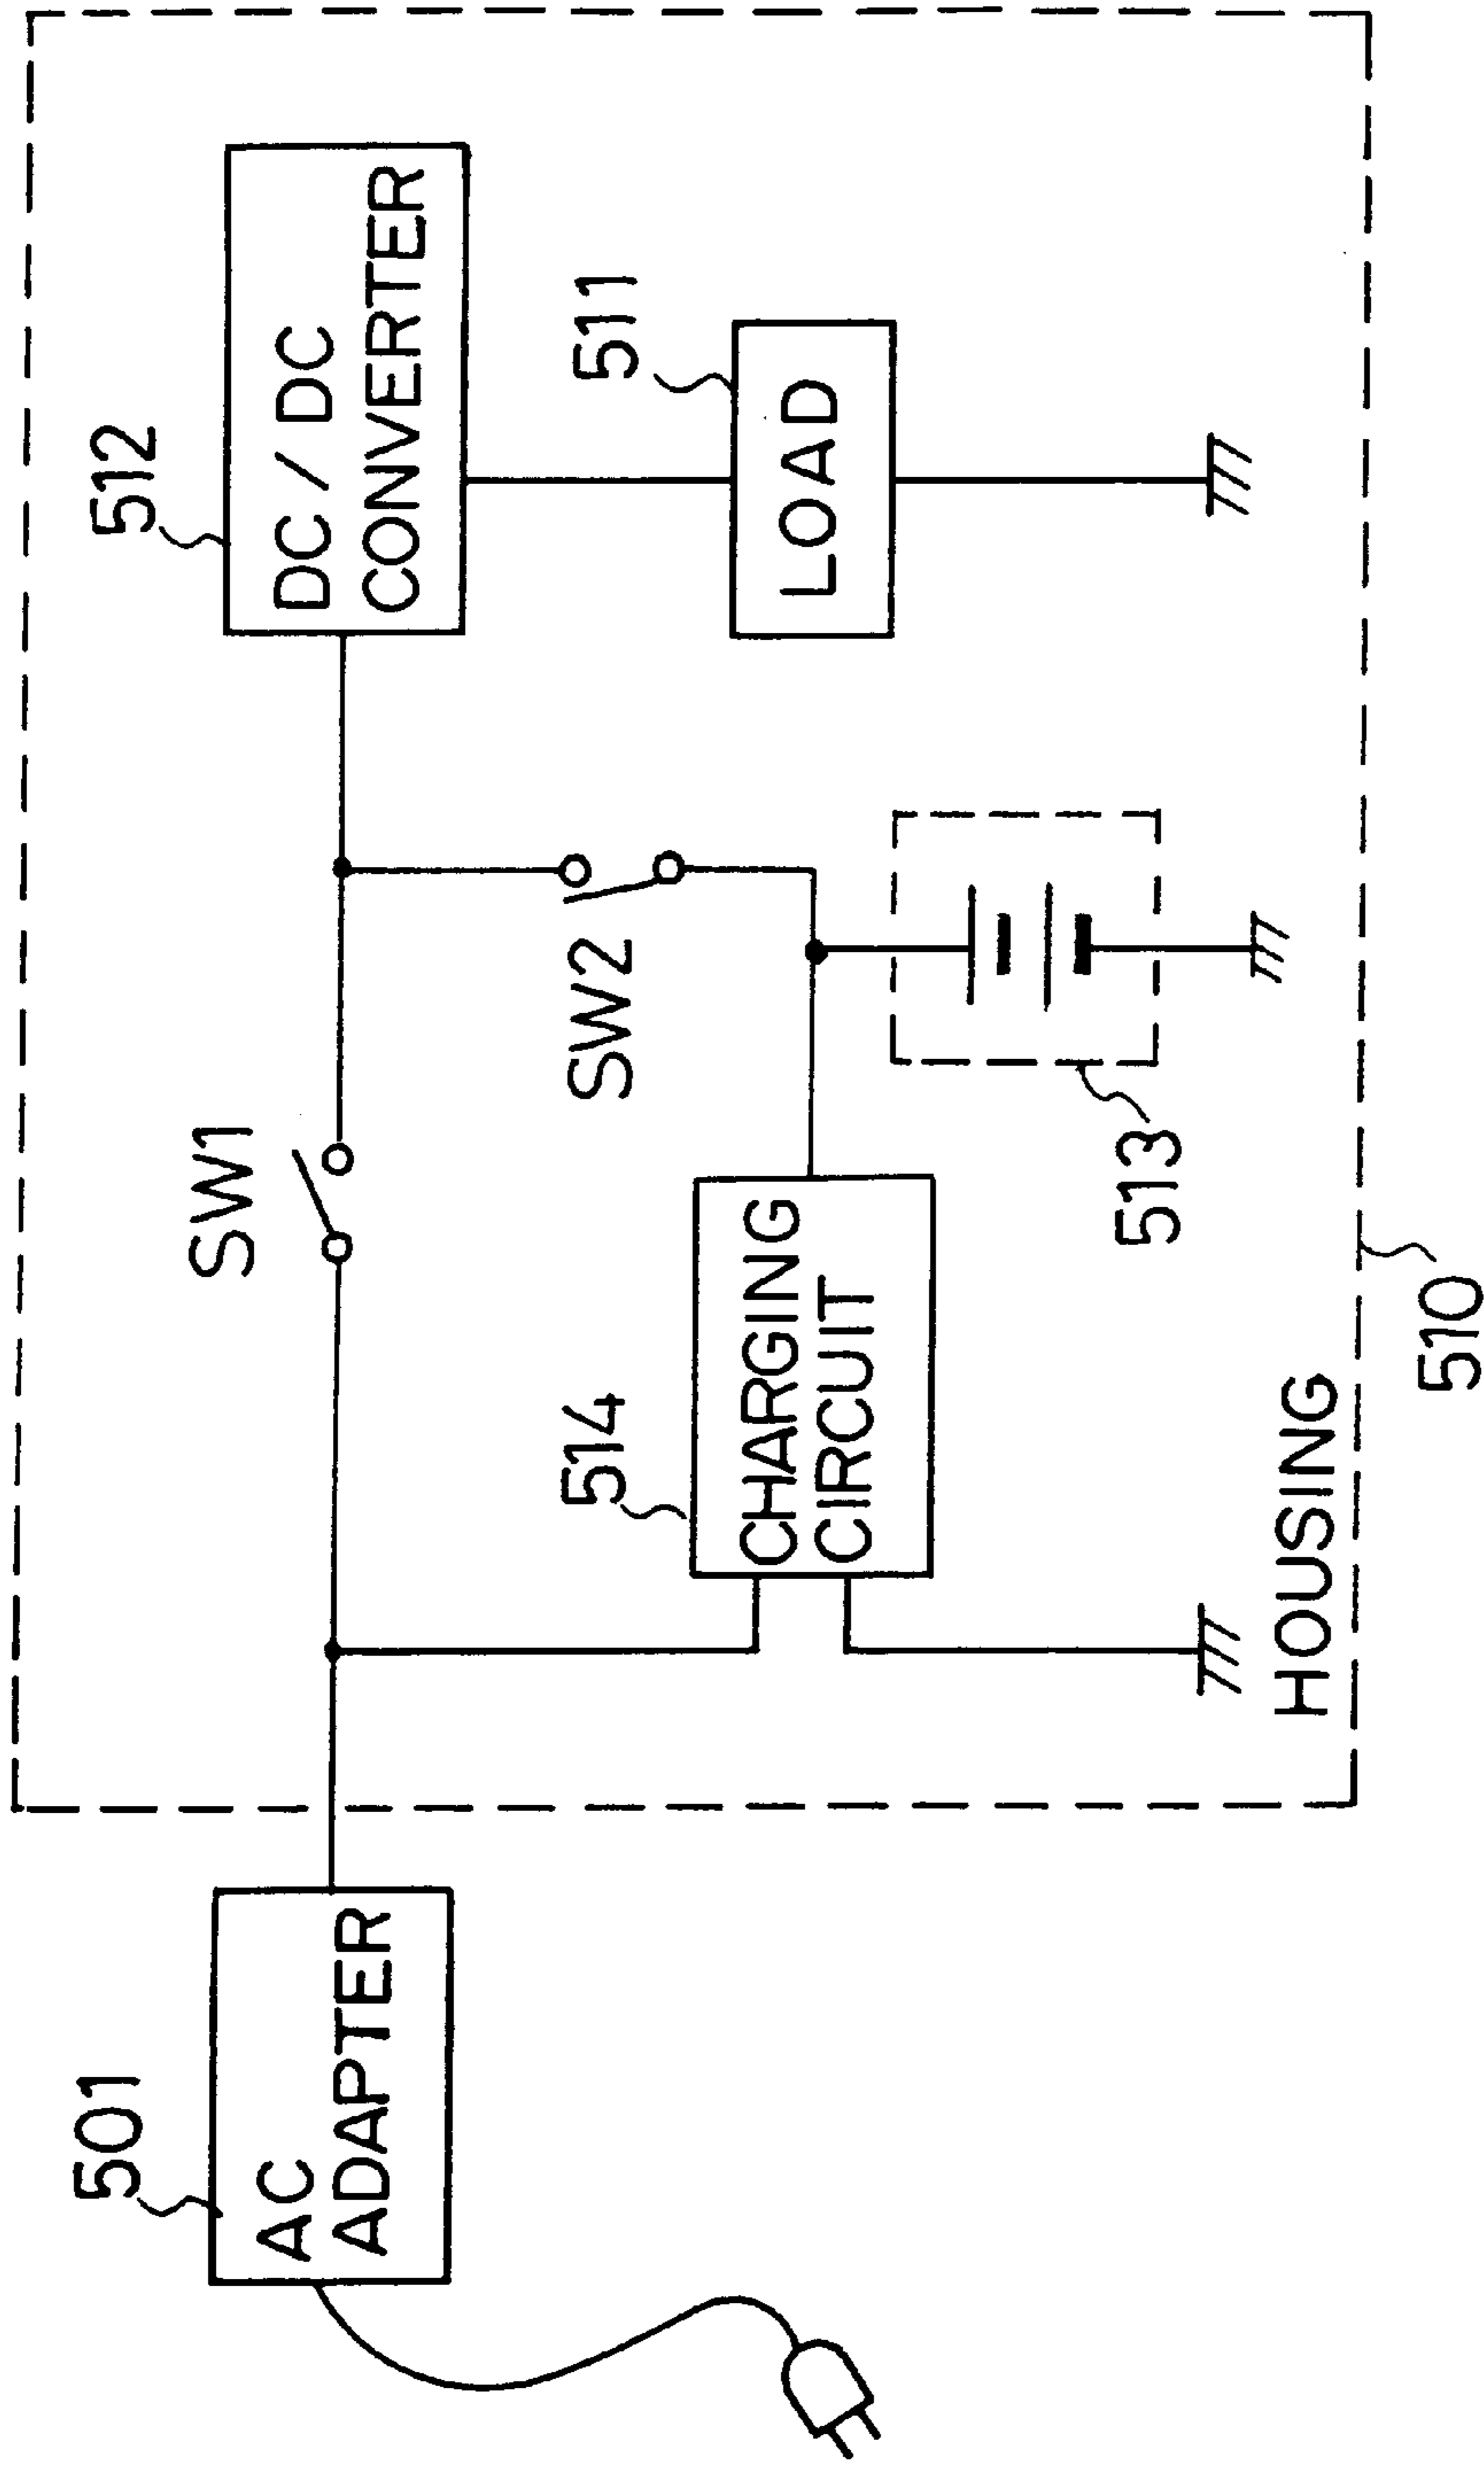 501
AC
ADAPTER
SW1
512
DC/DC
CONVERTER
SW2
511
LOAD
514
CHARGING
CIRCUIT
513
HOUSING
510